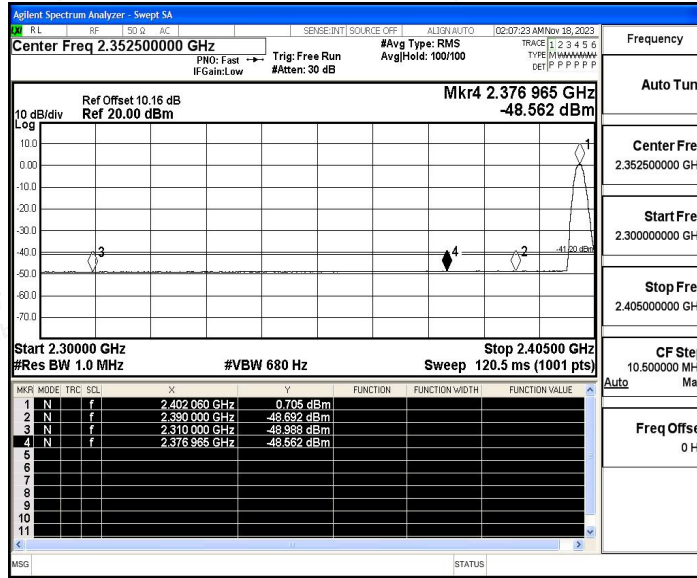 Agilent Spectrum Analyzer - Swept SA
LXI RL RF 50 Ω AC SENSE:INT SOURCE OFF ALIGNAUTO 02:07:23 AM Nov 18, 2023
Center Freq 2.352500000 GHz
PNO: Fast
IFGain:Low
Trig: Free Run
#Atten: 30 dB
#Avg Type: RMS
Avg|Hold: 100/100
TRACE 1 2 3 4 5 6
TYPE M
DET P P P P P P
Frequency
Auto Tun
Mkr4 2.376 965 GHz
-48.562 dBm
Ref Offset 10.16 dB
10 dB/div Ref 20.00 dBm
Log
10.0
0.00
-10.0
-20.0
-30.0
-40.0
-50.0
-60.0
-70.0
1
2
3
4
-41.20 dBm
Center Fre
2.352500000 GH
Start Fre
2.300000000 GH
Stop Fre
2.405000000 GH
CF Ste
10.500000 MH
Auto Ma
Freq Offse
0 H
Start 2.30000 GHz Stop 2.40500 GHz
#Res BW 1.0 MHz #VBW 680 Hz Sweep 120.5 ms (1001 pts)
MKR MODE TRC SCL X Y FUNCTION FUNCTION WIDTH FUNCTION VALUE
1 N f 2.402 060 GHz 0.705 dBm
2 N f 2.390 000 GHz -48.692 dBm
3 N f 2.310 000 GHz -48.988 dBm
4 N f 2.376 965 GHz -48.562 dBm
5
6
7
8
9
10
11
MSG STATUS